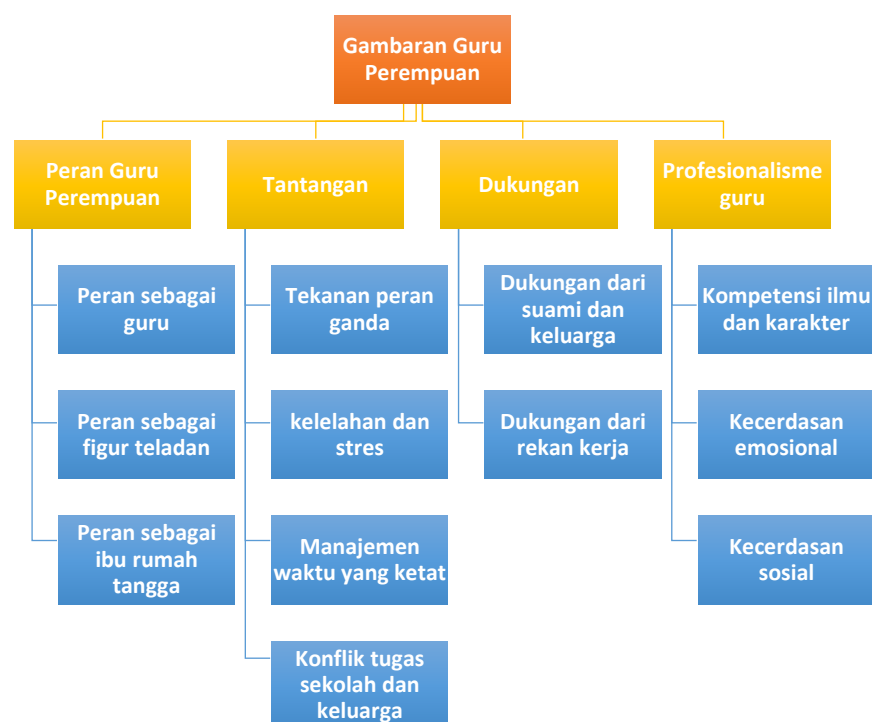 Gambaran Guru
Perempuan
Peran Guru
Perempuan
Tantangan
Dukungan
Profesionalisme
guru
Peran sebagai
guru
Peran sebagai
figur teladan
Peran sebagai
ibu rumah
tangga
Tekanan peran
ganda
kelelahan dan
stres
Manajemen
waktu yang ketat
Konflik tugas
sekolah dan
keluarga
Dukungan dari
suami dan
keluarga
Dukungan dari
rekan kerja
Kompetensi ilmu
dan karakter
Kecerdasan
emosional
Kecerdasan
sosial